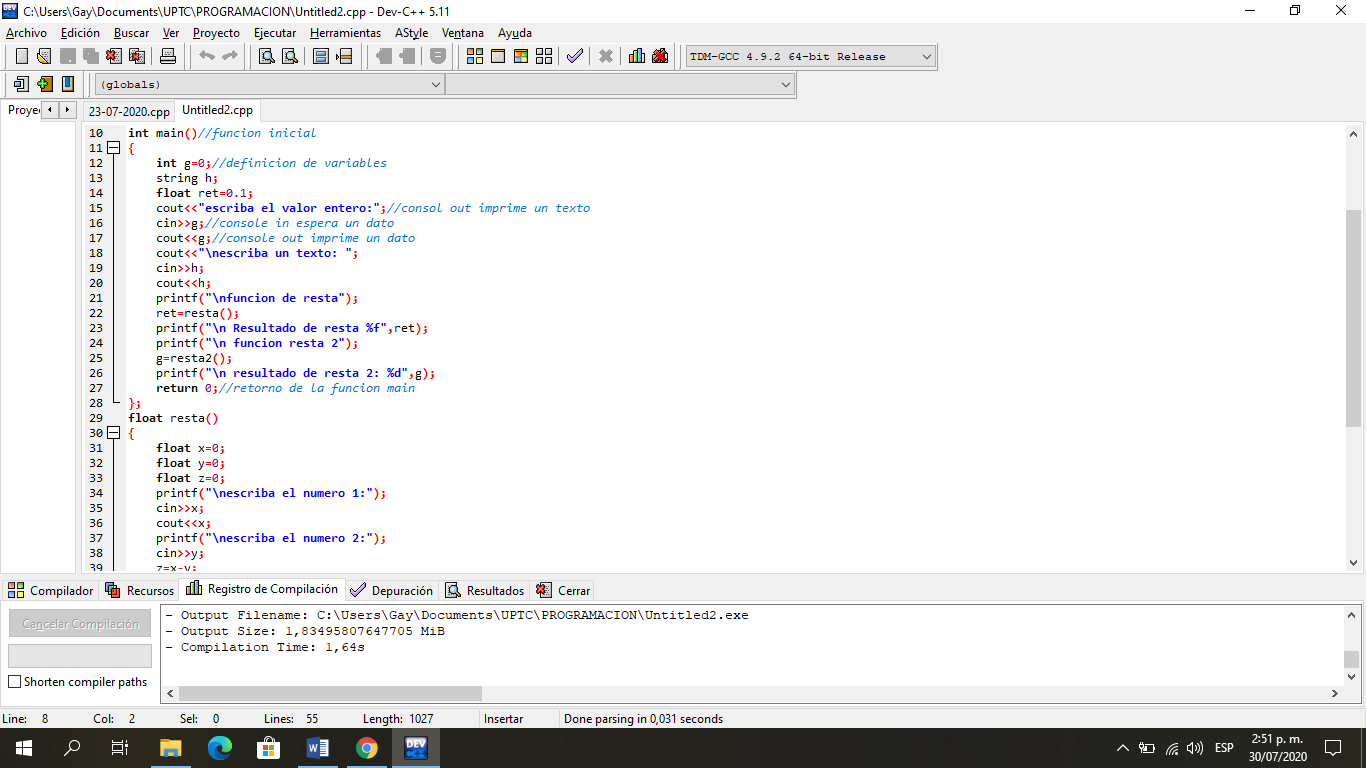 C:\Users\Gay\Documents\UPTC\PROGRAMACION\Untitled2.cpp - Dev-C++ 5.11
Archivo Edición Buscar Ver Proyecto Ejecutar Herramientas AStyle Ventana Ayuda
TDM-GCC 4.9.2 64-bit Release
(globals)
Proye 23-07-2020.cpp Untitled2.cpp
10 int main()//funcion inicial
11 {
12 int g=0;//definicion de variables
13 string h;
14 float ret=0.1;
15 cout<<"escriba el valor entero:";//consol out imprime un texto
16 cin>>g;//console in espera un dato
17 cout<<g;//console out imprime un dato
18 cout<<"\nescriba un texto: ";
19 cin>>h;
20 cout<<h;
21 printf("\nfuncion de resta");
22 ret=resta();
23 printf("\n Resultado de resta %f",ret);
24 printf("\n funcion resta 2");
25 g=resta2();
26 printf("\n resultado de resta 2: %d",g);
27 return 0;//retorno de la funcion main
28 };
29 float resta()
30 {
31 float x=0;
32 float y=0;
33 float z=0;
34 printf("\nescriba el numero 1:");
35 cin>>x;
36 cout<<x;
37 printf("\nescriba el numero 2:");
38 cin>>y;
39 z=x-y;
Compilador Recursos Registro de Compilación Depuración Resultados Cerrar
Cancelar Compilación
Shorten compiler paths
- Output Filename: C:\Users\Gay\Documents\UPTC\PROGRAMACION\Untitled2.exe
- Output Size: 1,83495807647705 MiB
- Compilation Time: 1,64s
Line: 8 Col: 2 Sel: 0 Lines: 55 Length: 1027 Insertar Done parsing in 0,031 seconds
ESP
2:51 p. m.
30/07/2020